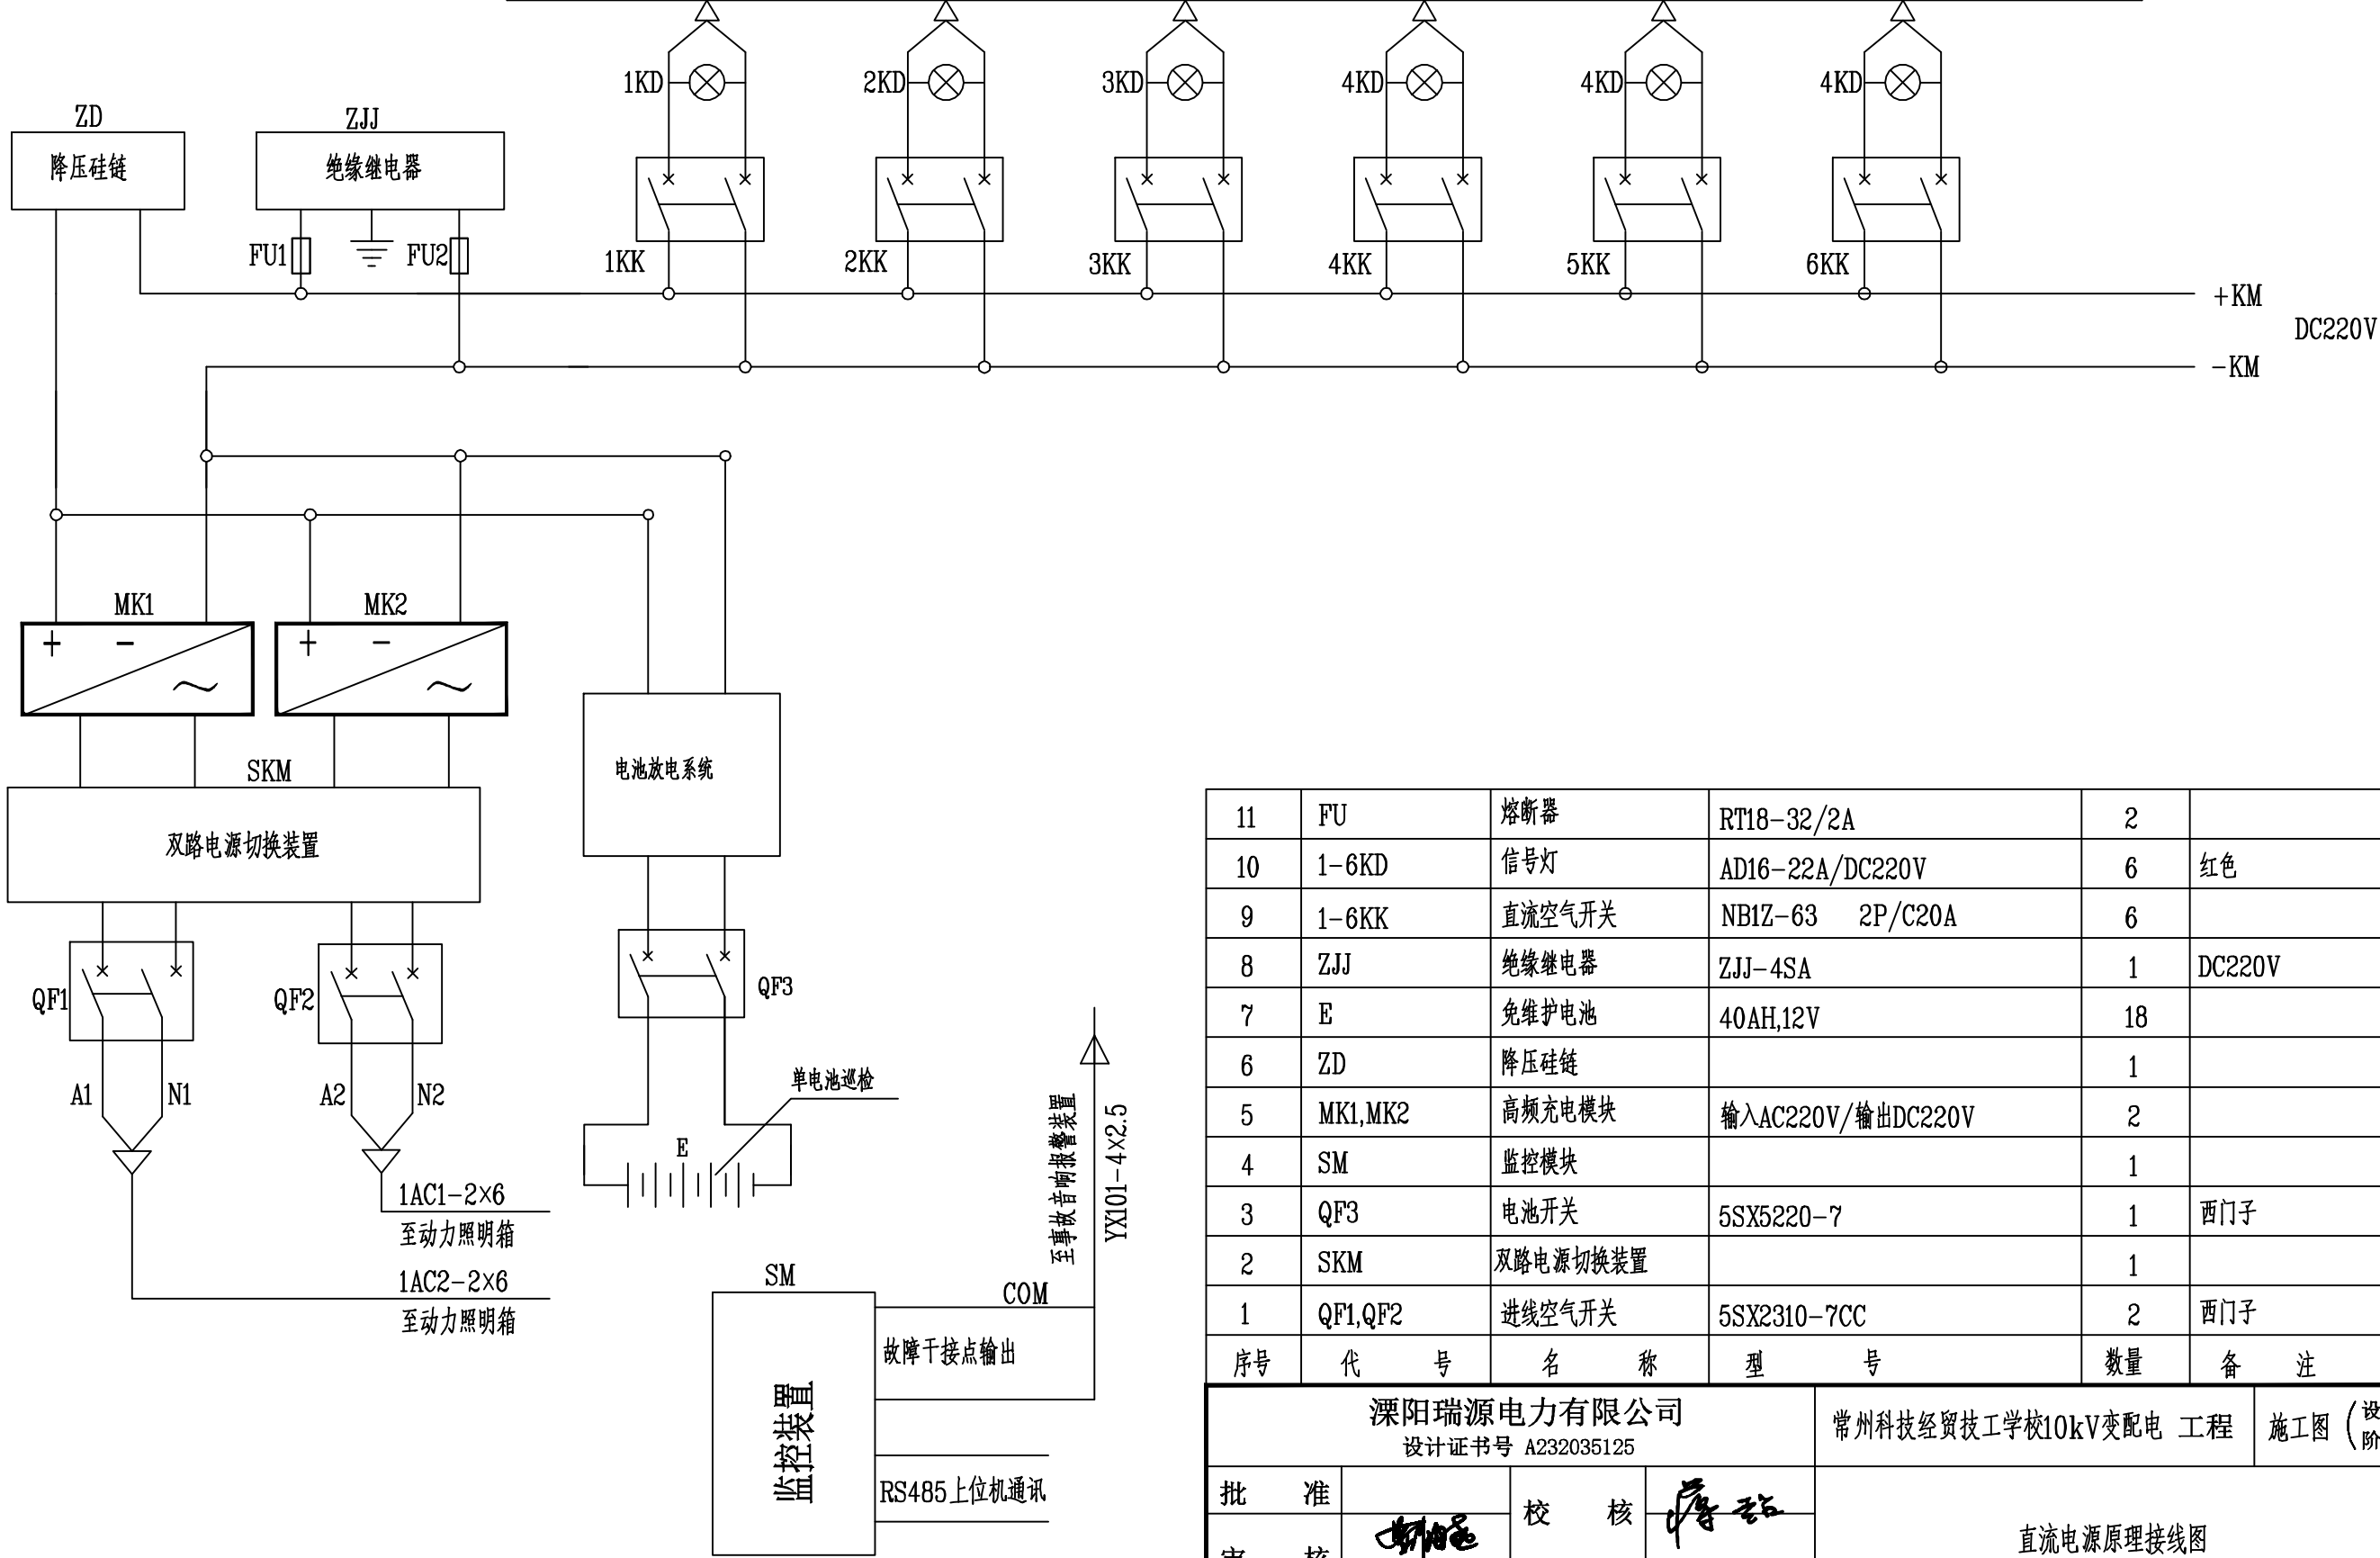 1KD
2KD
3KD
4KD
4KD
4KD
ZD
ZJJ
降压硅链
绝缘继电器
FU1
FU2
1KK
2KK
3KK
4KK
5KK
6KK
+KM
DC220V
-KM
MK1
MK2
+ -
+ -
SKM
双路电源切换装置
电池放电系统
QF1
QF2
QF3
A1
N1
A2
N2
单电池巡检
E
1AC1-2×6
至动力照明箱
1AC2-2×6
至动力照明箱
至事故音响报警装置
YX101-4×2.5
SM
COM
监控装置
故障干接点输出
RS485上位机通讯
11 FU 熔断器 RT18-32/2A 2
10 1-6KD 信号灯 AD16-22A/DC220V 6 红色
9 1-6KK 直流空气开关 NB1Z-63 2P/C20A 6
8 ZJJ 绝缘继电器 ZJJ-4SA 1 DC220V
7 E 免维护电池 40AH,12V 18
6 ZD 降压硅链 1
5 MK1,MK2 高频充电模块 输入AC220V/输出DC220V 2
4 SM 监控模块 1
3 QF3 电池开关 5SX5220-7 1 西门子
2 SKM 双路电源切换装置 1
1 QF1,QF2 进线空气开关 5SX2310-7CC 2 西门子
序号 代 号 名 称 型 号 数量 备 注
溧阳瑞源电力有限公司
设计证书号 A232035125
常州科技经贸技工学校10kV变配电 工程
施工图 (设
阶
批 准
校 核
审 核
直流电源原理接线图